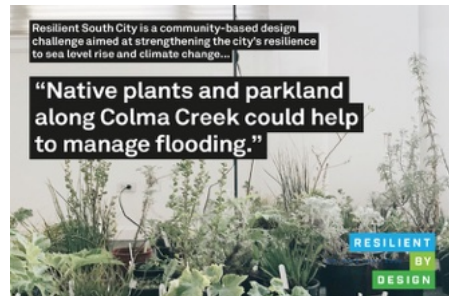 Resilient South City is a community-based design
challenge aimed at strengthening the city's resilience
to sea level rise and climate change...
“Native plants and parkland
along Colma Creek could help
to manage flooding.”
RESILIENT
BY
DESIGN